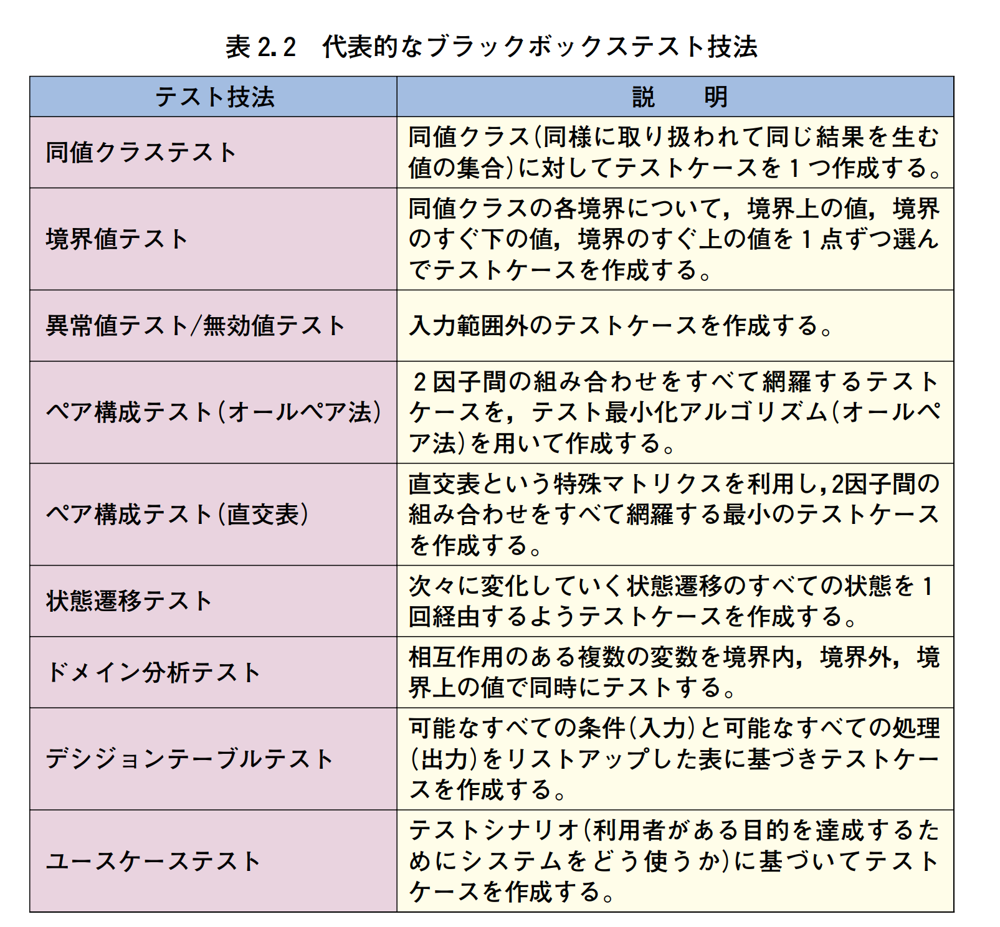 表2.2　代表的なブラックボックステスト技法
テスト技法
説　　明
同値クラステスト
同値クラス(同様に取り扱われて同じ結果を生む
値の集合)に対してテストケースを1つ作成する。
境界値テスト
同値クラスの各境界について，境界上の値，境界
のすぐ下の値，境界のすぐ上の値を1点ずつ選ん
でテストケースを作成する。
異常値テスト/無効値テスト
入力範囲外のテストケースを作成する。
ペア構成テスト(オールペア法)
2因子間の組み合わせをすべて網羅するテスト
ケースを，テスト最小化アルゴリズム(オールペ
ア法)を用いて作成する。
ペア構成テスト(直交表)
直交表という特殊マトリクスを利用し，2因子間の
組み合わせをすべて網羅する最小のテストケース
を作成する。
状態遷移テスト
次々に変化していく状態遷移のすべての状態を1
回経由するようテストケースを作成する。
ドメイン分析テスト
相互作用のある複数の変数を境界内，境界外，境
界上の値で同時にテストする。
デシジョンテーブルテスト
可能なすべての条件(入力)と可能なすべての処理
(出力)をリストアップした表に基づきテストケー
スを作成する。
ユースケーステスト
テストシナリオ(利用者がある目的を達成するた
めにシステムをどう使うか)に基づいてテスト
ケースを作成する。